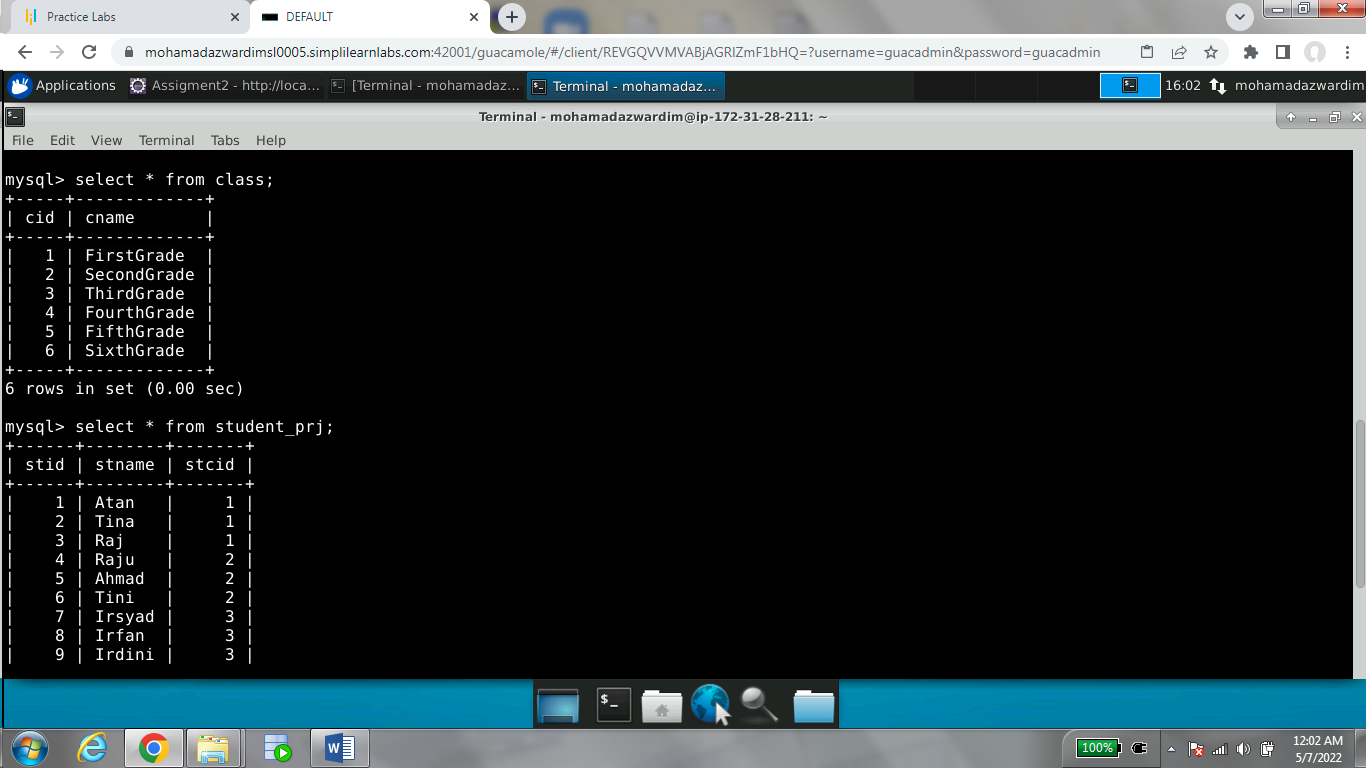 Practice Labs
DEFAULT
mohamadazwardimsl0005.simplilearnlabs.com:42001/guacamole/#/client/REVGQVVMVABjAGRlZmF1bHQ=?username=guacadmin&password=guacadmin
Applications
Assigment2 - http://loca...
[Terminal - mohamadaz...
Terminal - mohamadaz...
16:02
mohamadazwardim
Terminal - mohamadazwardim@ip-172-31-28-211: ~
File Edit View Terminal Tabs Help
mysql> select * from class;
+-----+-------------+
| cid | cname       |
+-----+-------------+
|   1 | FirstGrade  |
|   2 | SecondGrade |
|   3 | ThirdGrade  |
|   4 | FourthGrade |
|   5 | FifthGrade  |
|   6 | SixthGrade  |
+-----+-------------+
6 rows in set (0.00 sec)
mysql> select * from student_prj;
+------+--------+-------+
| stid | stname | stcid |
+------+--------+-------+
|    1 | Atan   |     1 |
|    2 | Tina   |     1 |
|    3 | Raj    |     1 |
|    4 | Raju   |     2 |
|    5 | Ahmad  |     2 |
|    6 | Tini   |     2 |
|    7 | Irsyad |     3 |
|    8 | Irfan  |     3 |
|    9 | Irdini |     3 |
100%
12:02 AM
5/7/2022